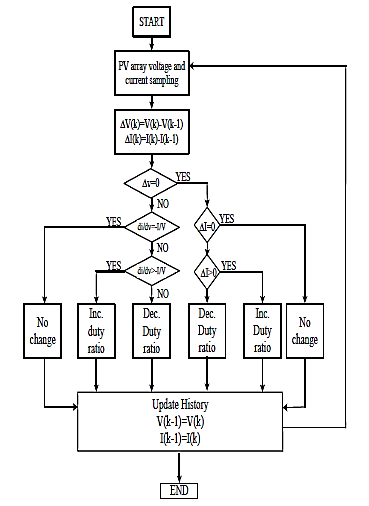 START
PV array voltage and
current sampling
ΔV(k)=V(k)-V(k-1)
ΔI(k)=I(k)-I(k-1)
Δv=0
YES
NO
YES
di/dv=-I/V
ΔI=0
YES
NO
YES
di/dv>-I/V
ΔI>0
YES
NO
No
change
Inc.
duty
ratio
Dec.
Duty
ratio
Dec.
Duty
ratio
Inc.
Duty
ratio
No
change
Update History
V(k-1)=V(k)
I(k-1)=I(k)
END